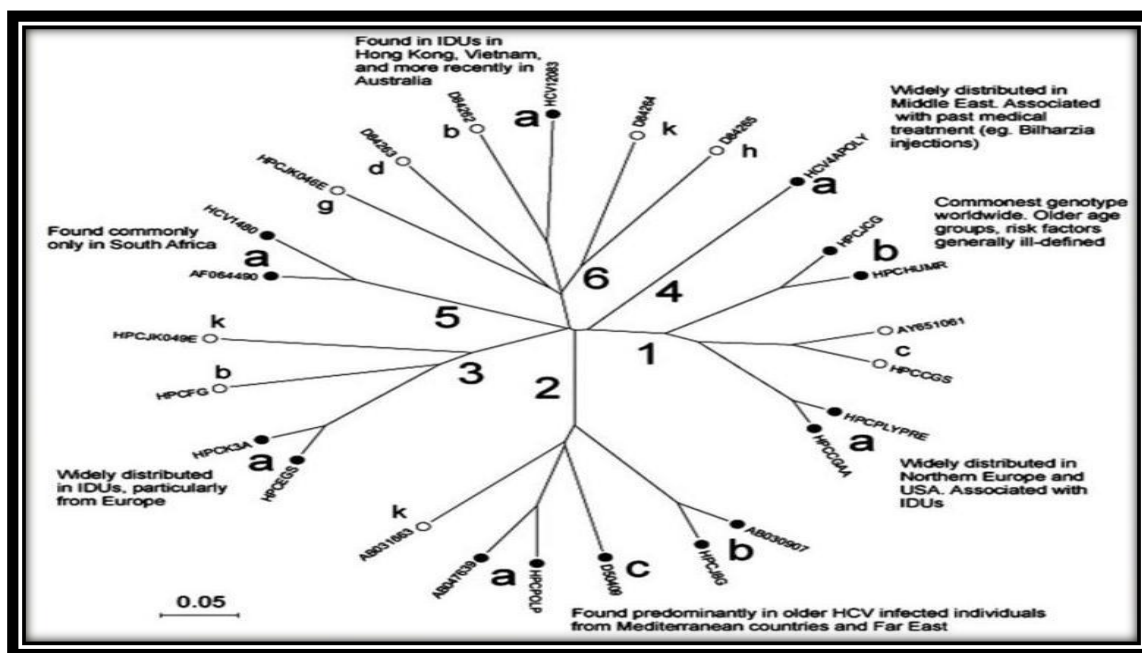 Found in IDUs in
Hong Kong, Vietnam,
and more recently in
Australia
D84262
b
a
HCV12083
D84264
k
D84265
h
Widely distributed in
Middle East. Associated
with past medical
treatment (eg. Bilharzia
injections)
HCV4APOLY
a
D84263
d
HPCJK046E
g
Commonest genotype
worldwide. Older age
groups, risk factors
generally ill-defined
HPCJCG
b
HPCHUMR
Found commonly
only in South Africa
HCV1480
a
AF064490
6
4
5
1
3
2
HPCJK049E
k
HPCFG
b
AY651061
c
HPCCGS
HPCK3A
a
HPCEGS
Widely distributed
in IDUs, particularly
from Europe
HPCPLYPRE
a
HPCCGAA
Widely distributed in
Northern Europe and
USA. Associated with
IDUs
k
AB031663
AB047639
a
HPCPOLP
D50409
c
HPCJ8G
b
AB030907
0.05
Found predominantly in older HCV infected individuals
from Mediterranean countries and Far East